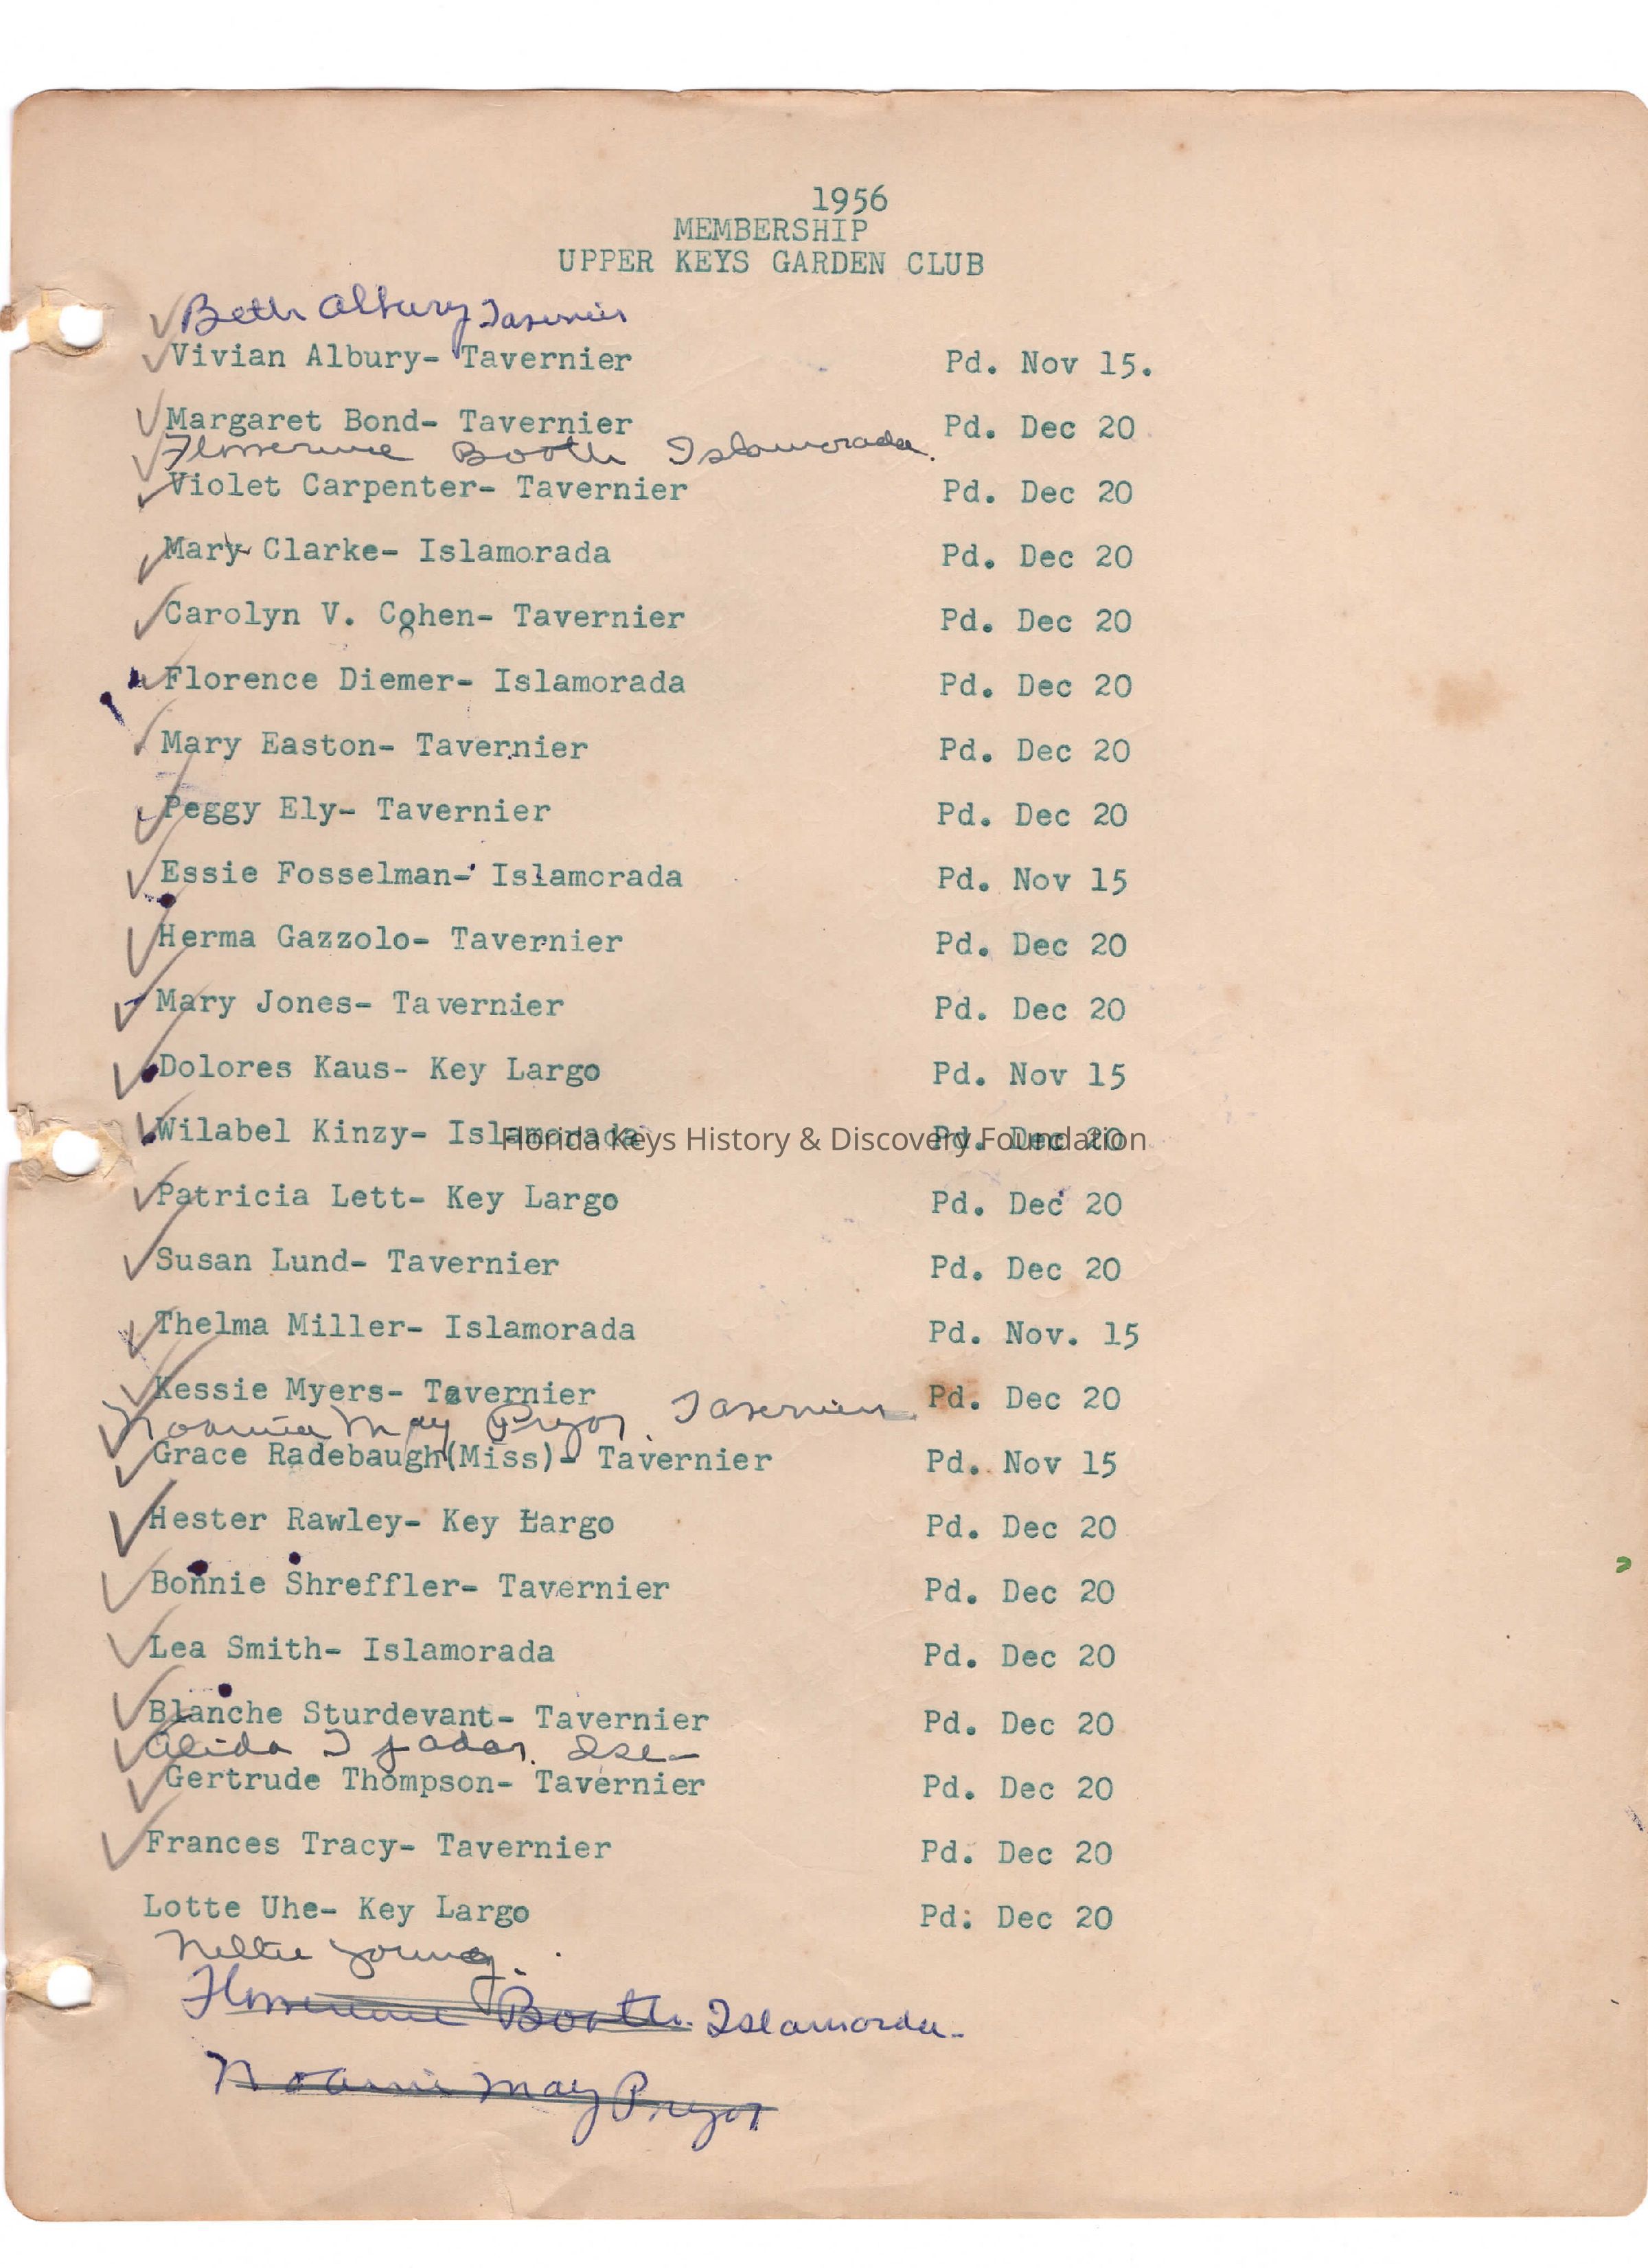 1956
MEMBERSHIP
UPPER KEYS GARDEN CLUB
Beth Albury Tavernier
Vivian Albury- Tavernier Pd. Nov 15.
Margaret Bond- Tavernier Pd. Dec 20
Booth Islamorada.
Violet Carpenter- Tavernier Pd. Dec 20
Mary Clarke- Islamorada Pd. Dec 20
Carolyn V. Cohen- Tavernier Pd. Dec 20
Florence Diemer- Islamorada Pd. Dec 20
Mary Easton- Tavernier Pd. Dec 20
Peggy Ely- Tavernier Pd. Dec 20
Essie Fosselman- Islamorada Pd. Nov 15
Herma Gazzolo- Tavernier Pd. Dec 20
Mary Jones- Tavernier Pd. Dec 20
Dolores Kaus- Key Largo Pd. Nov 15
Wilabel Kinzy- Islamorada Pd. Dec 20
Florida Keys History & Discovery Foundation
Patricia Lett- Key Largo Pd. Dec 20
Susan Lund- Tavernier Pd. Dec 20
Thelma Miller- Islamorada Pd. Nov. 15
Kessie Myers- Tavernier Pd. Dec 20
May Pryor Tavernier
Grace Radebaugh(Miss)- Tavernier Pd. Nov 15
Hester Rawley- Key Largo Pd. Dec 20
Bonnie Shreffler- Tavernier Pd. Dec 20
Lea Smith- Islamorada Pd. Dec 20
Blanche Sturdevant- Tavernier Pd. Dec 20
Alida
Gertrude Thompson- Tavernier Pd. Dec 20
Frances Tracy- Tavernier Pd. Dec 20
Lotte Uhe- Key Largo Pd: Dec 20
Nellie Young.
Booth. Islamorada.
May Pryor